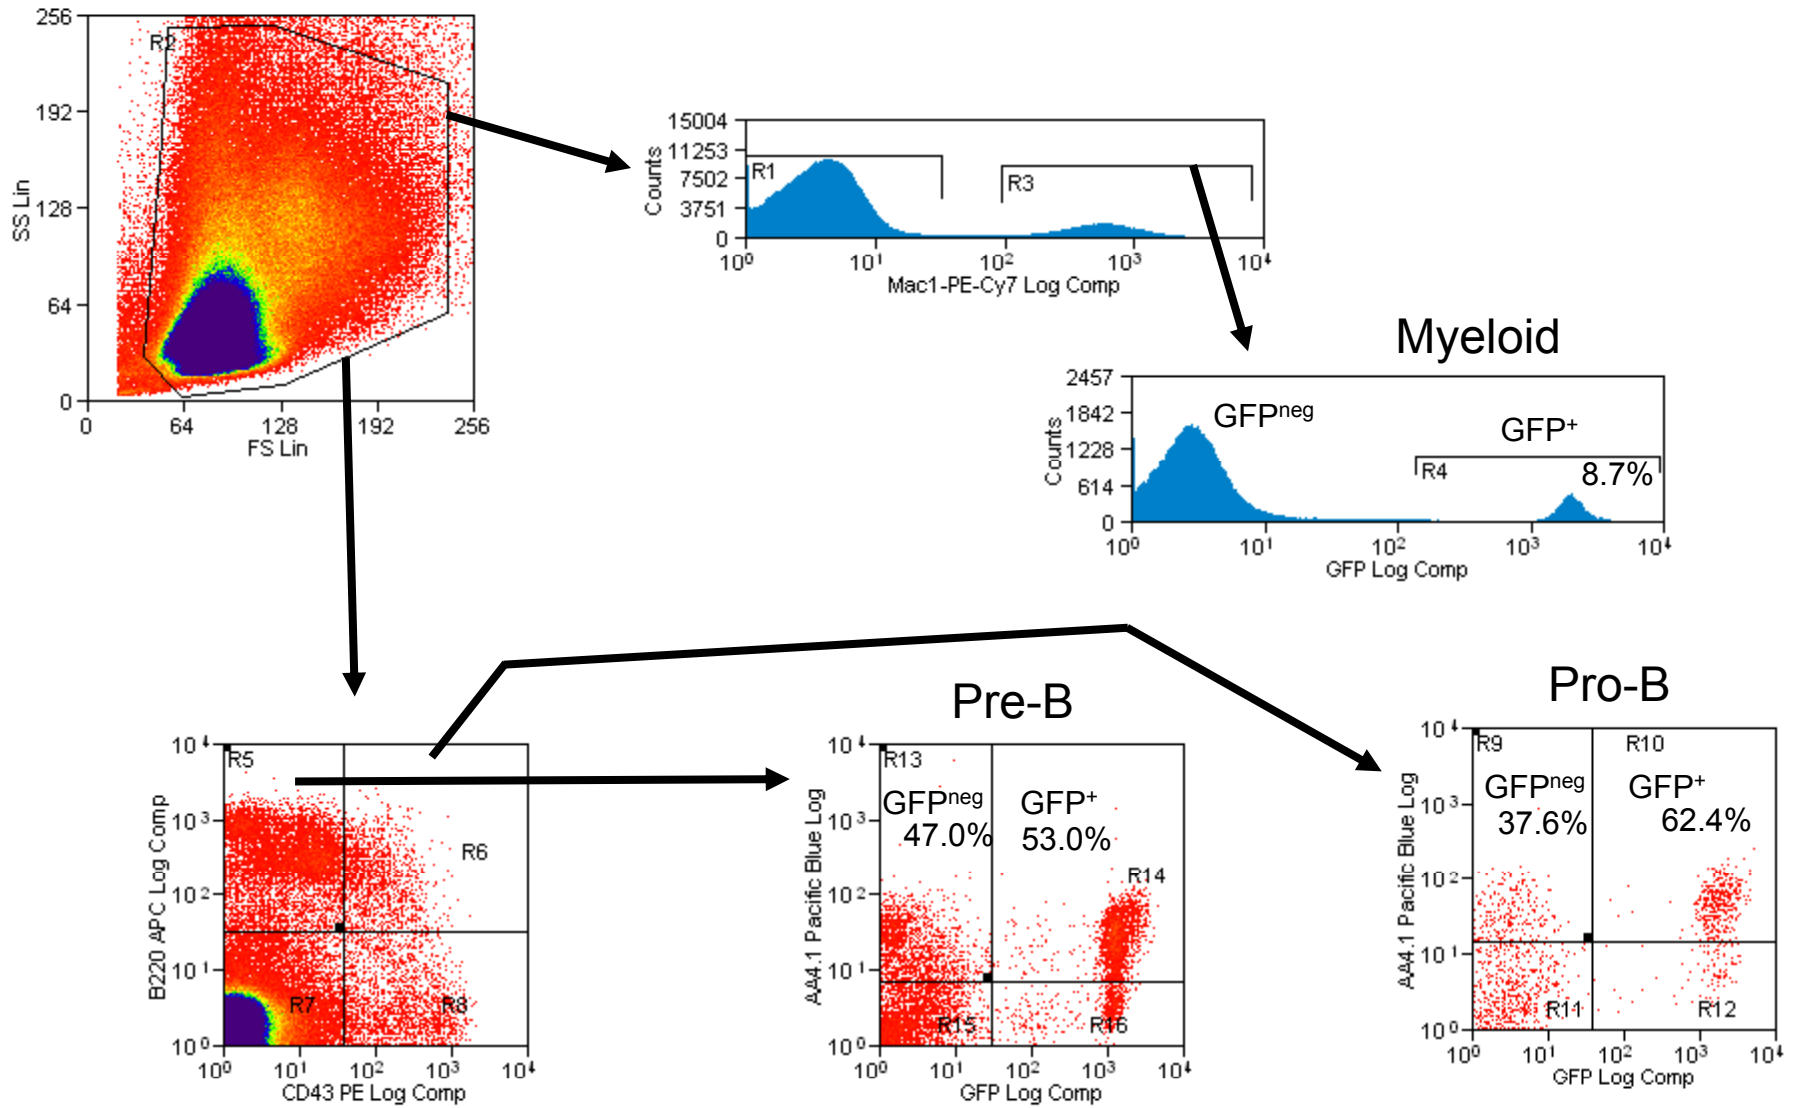 256
192
128
64
0
SS Lin
R2
0 64 128 192 256
FS Lin
15004
11253
7502
3751
0
Counts
R1
R3
10⁰ 10¹ 10² 10³ 10⁴
Mac1-PE-Cy7 Log Comp
Myeloid
2457
1842
1228
614
0
Counts
GFPⁿᵉᵍ
GFP⁺
R4
8.7%
10⁰ 10¹ 10² 10³ 10⁴
GFP Log Comp
10⁴
10³
10²
10¹
10⁰
B220 APC Log Comp
R5
R6
R7
R8
10⁰ 10¹ 10² 10³ 10⁴
CD43 PE Log Comp
Pre-B
10⁴
10³
10²
10¹
10⁰
AA4.1 Pacific Blue Log
R13
GFPⁿᵉᵍ GFP⁺
47.0% 53.0%
R14
R15
R16
10⁰ 10¹ 10² 10³ 10⁴
GFP Log Comp
Pro-B
10⁴
10³
10²
10¹
10⁰
AA4.1 Pacific Blue Log
R9
R10
GFPⁿᵉᵍ GFP⁺
37.6% 62.4%
R11
R12
10⁰ 10¹ 10² 10³ 10⁴
GFP Log Comp